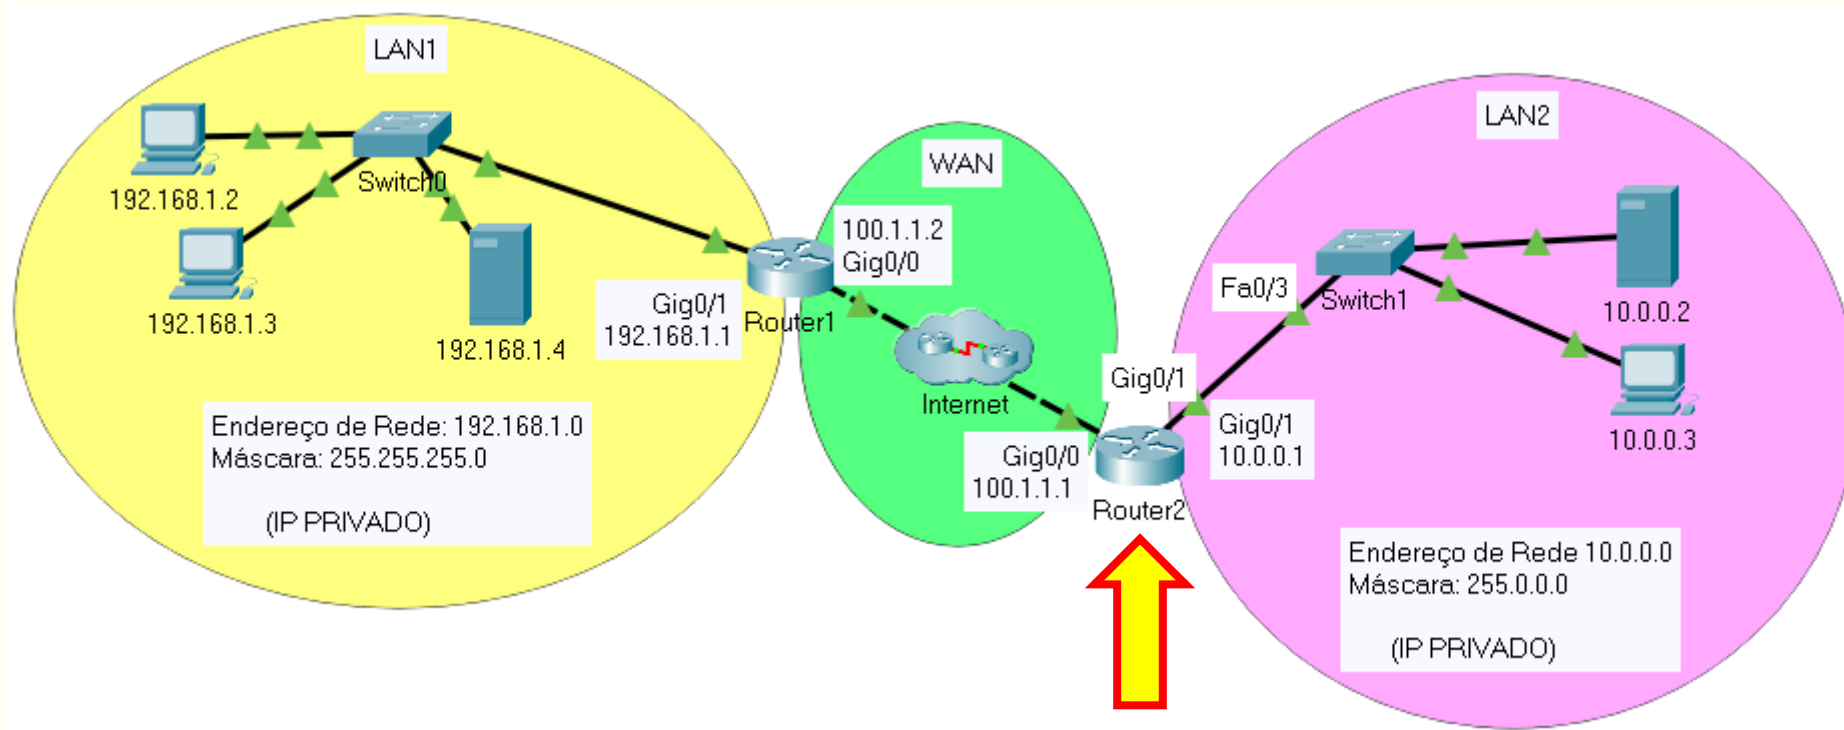 LAN1
192.168.1.2
Switch0
192.168.1.3
192.168.1.4
Gig0/1
192.168.1.1
Router1
Endereço de Rede: 192.168.1.0
Máscara: 255.255.255.0
(IP PRIVADO)
WAN
100.1.1.2
Gig0/0
Internet
Gig0/0
100.1.1.1
Router2
Gig0/1
Gig0/1
10.0.0.1
LAN2
Fa0/3
Switch1
10.0.0.2
10.0.0.3
Endereço de Rede 10.0.0.0
Máscara: 255.0.0.0
(IP PRIVADO)